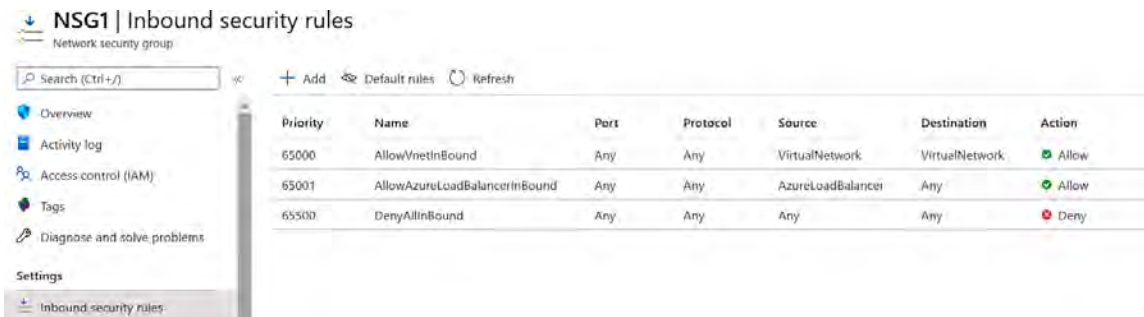 NSG1 | Inbound security rules
Network security group
Search (Ctrl+/)
Add Default rules Refresh
Overview
Activity log
Access control (IAM)
Tags
Diagnose and solve problems
Settings
Inbound security rules
Priority Name Port Protocol Source Destination Action
65000 AllowVnetInBound Any Any VirtualNetwork VirtualNetwork Allow
65001 AllowAzureLoadBalancerInBound Any Any AzureLoadBalancer Any Allow
65500 DenyAllInBound Any Any Any Any Deny